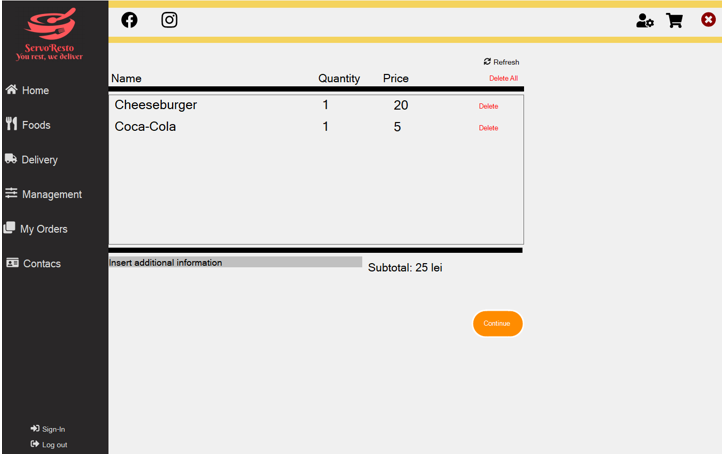 ServoResto
You rest, we deliver
Home
Foods
Delivery
Management
My Orders
Contacs
Sign-In
Log out
Refresh
Name Quantity Price Delete All
Cheeseburger 1 20 Delete
Coca-Cola 1 5 Delete
Insert additional information
Subtotal: 25 lei
Continue